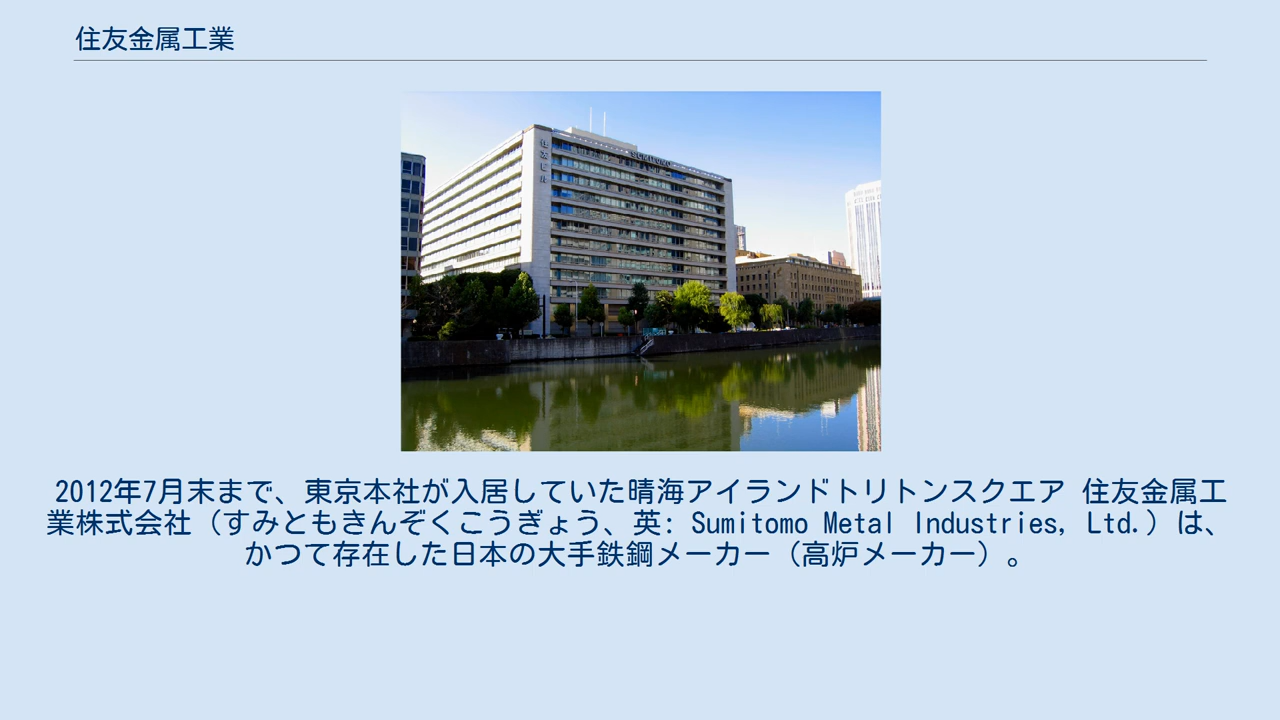 住友金属工業
住友ビル
SUMITOMO
2012年7月末まで、東京本社が入居していた晴海アイランドトリトンスクエア 住友金属工
業株式会社（すみともきんぞくこうぎょう、英: Sumitomo Metal Industries, Ltd.）は、
かつて存在した日本の大手鉄鋼メーカー（高炉メーカー）。